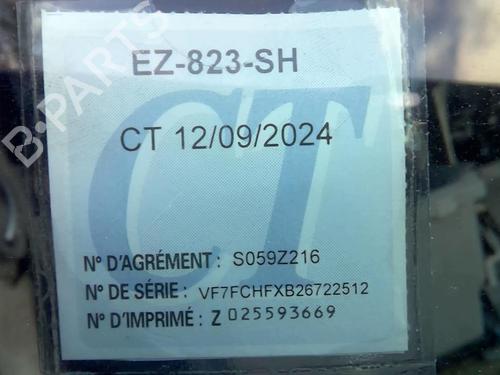 B-PARTS
EZ-823-SH
CT 12/09/2024
CT
N° D'AGRÉMENT : S059Z216
N° DE SÉRIE : VF7FCHFXB26722512
N° D'IMPRIMÉ : Z 025593669